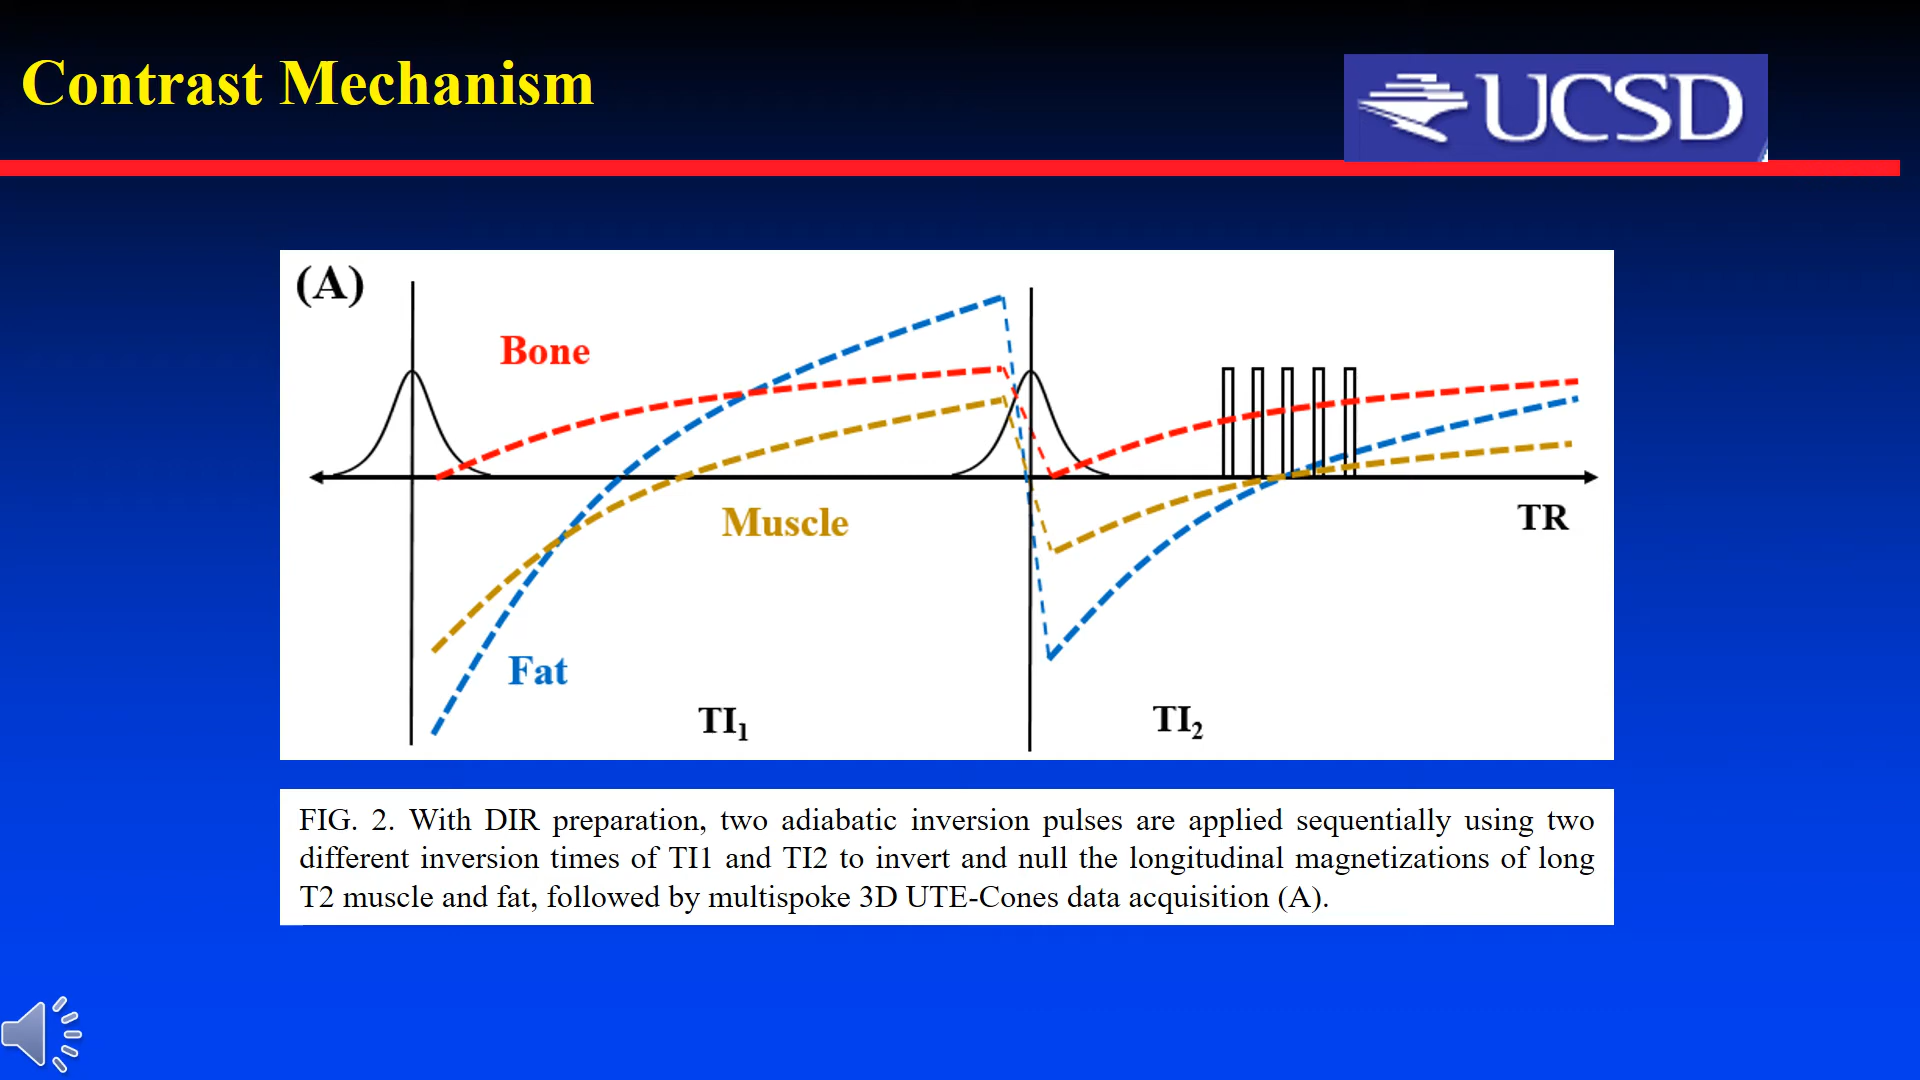 Contrast Mechanism
UCSD
(A)
Bone
Muscle
TR
Fat
TI₁
TI₂
FIG. 2. With DIR preparation, two adiabatic inversion pulses are applied sequentially using two
different inversion times of TI1 and TI2 to invert and null the longitudinal magnetizations of long
T2 muscle and fat, followed by multispoke 3D UTE-Cones data acquisition (A).